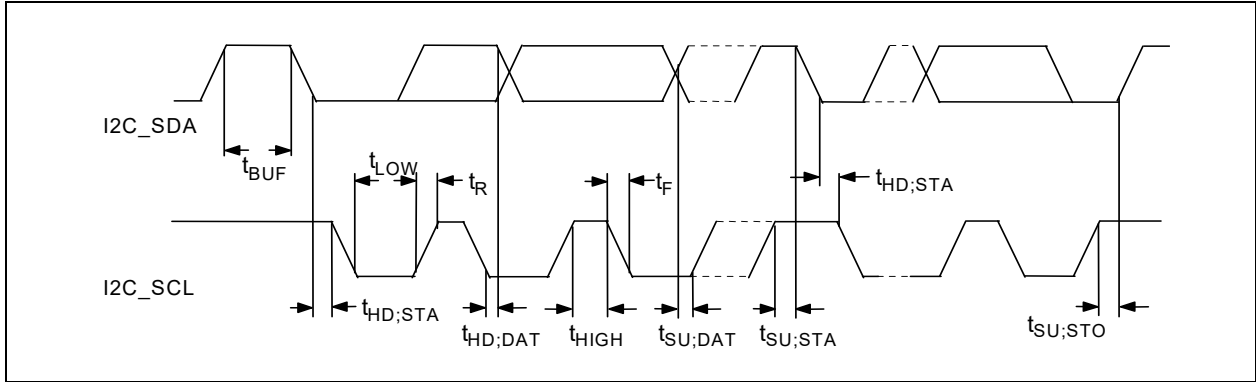 I2C_SDA
tBUF
tLOW
tR
tF
tHD;STA
I2C_SCL
tHD;STA
tHD;DAT
tHIGH
tSU;DAT
tSU;STA
tSU;STO